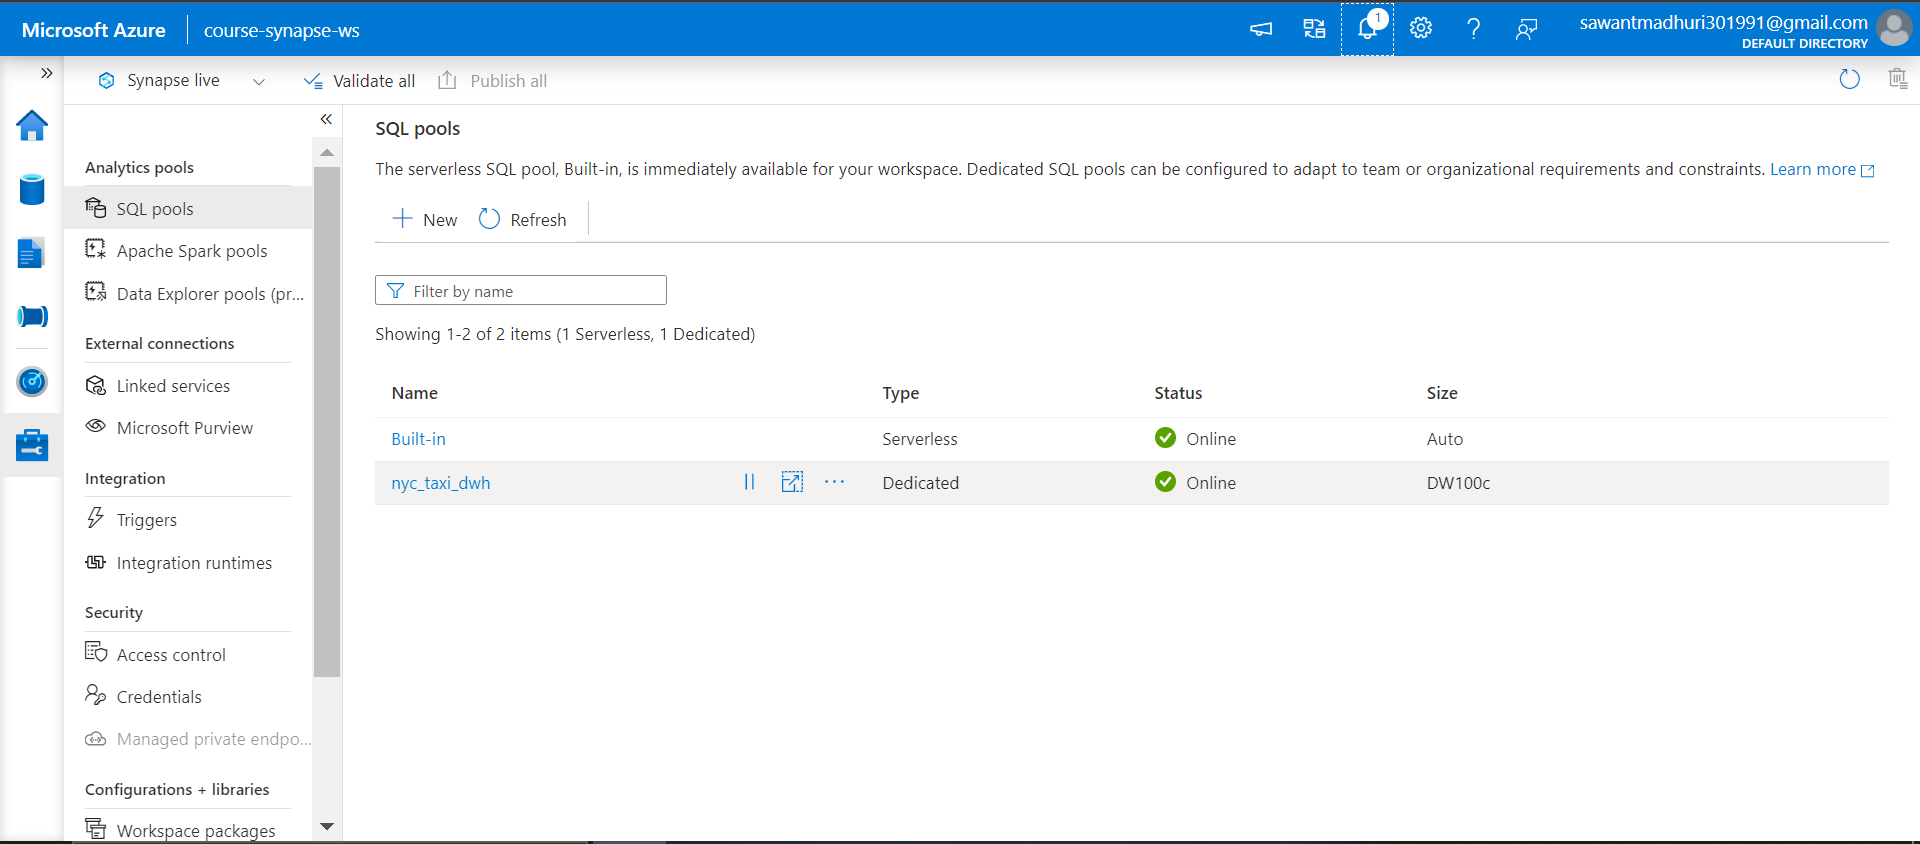 Microsoft Azure
course-synapse-ws
1
sawantmadhuri301991@gmail.com
DEFAULT DIRECTORY
Synapse live
Validate all
Publish all
Analytics pools
SQL pools
Apache Spark pools
Data Explorer pools (pr...
External connections
Linked services
Microsoft Purview
Integration
Triggers
Integration runtimes
Security
Access control
Credentials
Managed private endpo...
Configurations + libraries
Workspace packages
SQL pools
The serverless SQL pool, Built-in, is immediately available for your workspace. Dedicated SQL pools can be configured to adapt to team or organizational requirements and constraints. Learn more
New
Refresh
Filter by name
Showing 1-2 of 2 items (1 Serverless, 1 Dedicated)
Name Type Status Size
Built-in Serverless Online Auto
nyc_taxi_dwh Dedicated Online DW100c